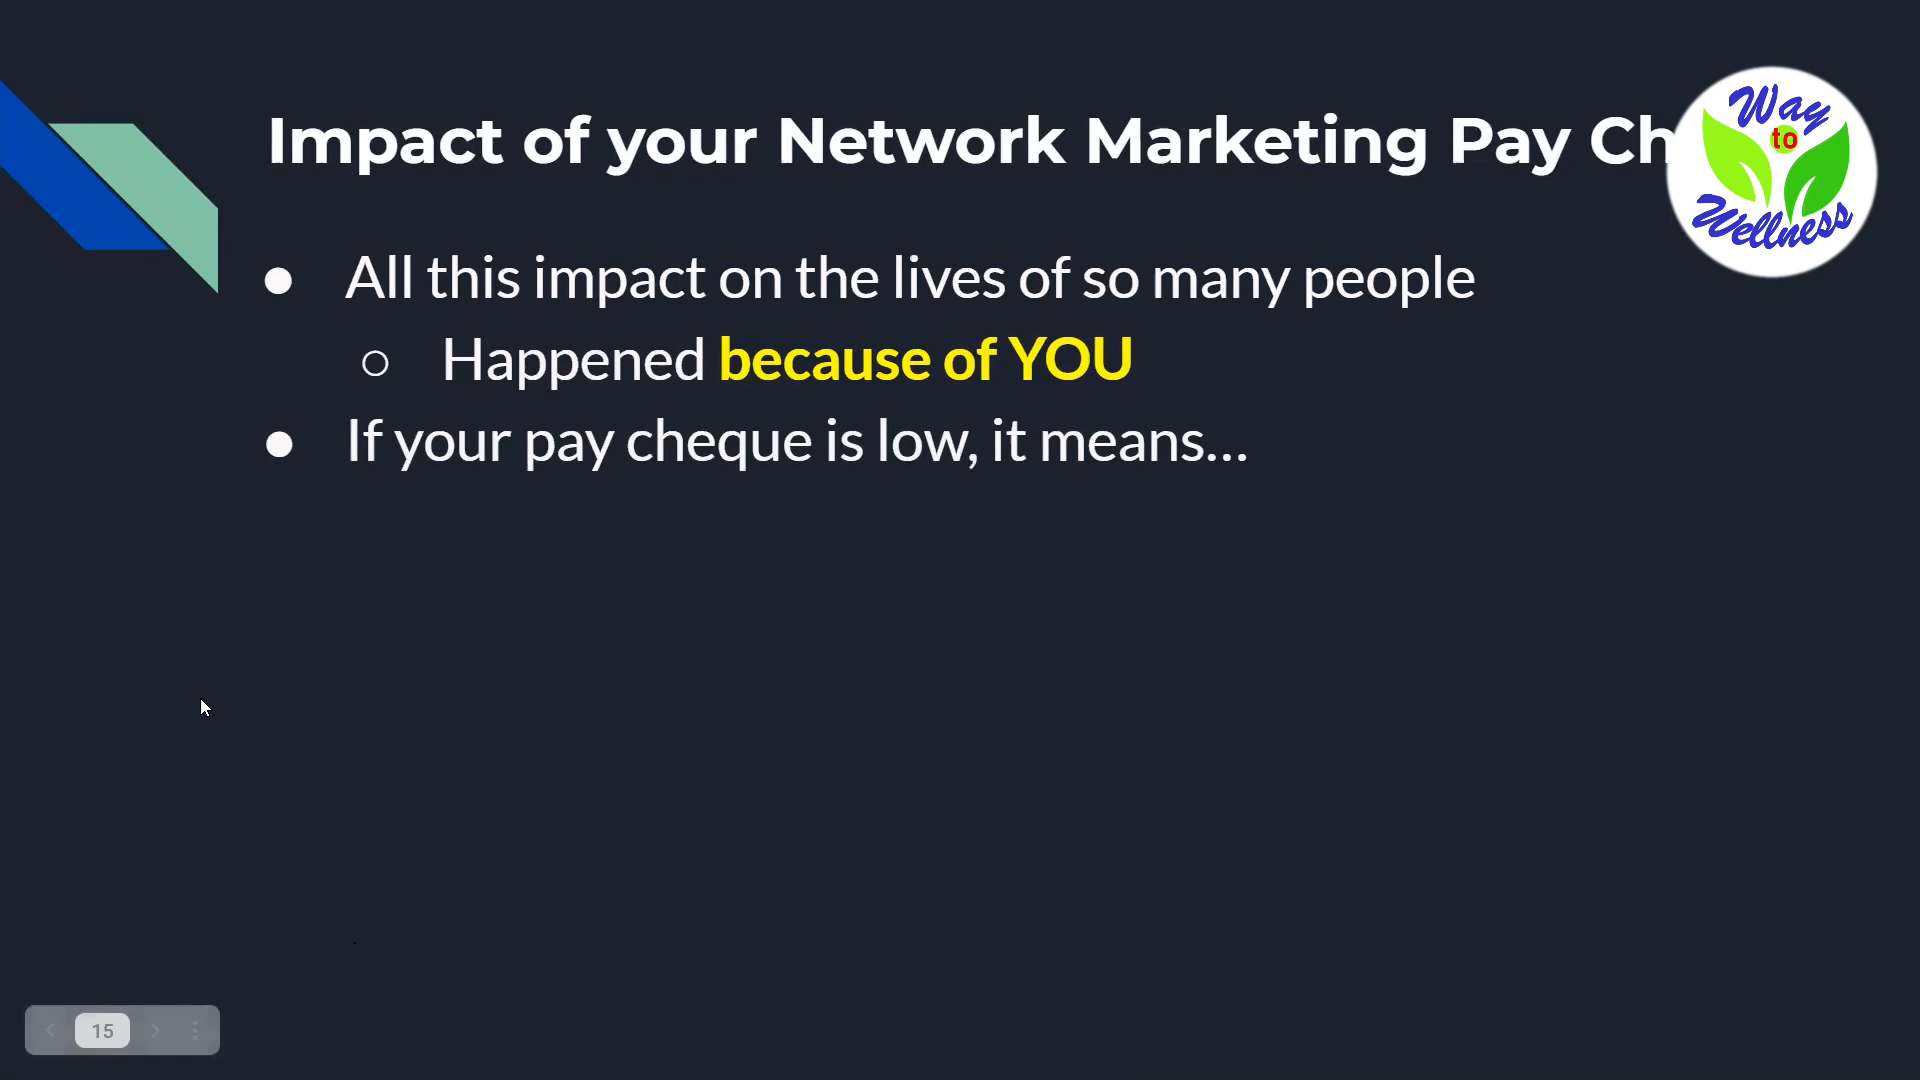 Impact of your Network Marketing Pay Ch
Way
to
Wellness
● All this impact on the lives of so many people
○ Happened because of YOU
● If your pay cheque is low, it means...
15